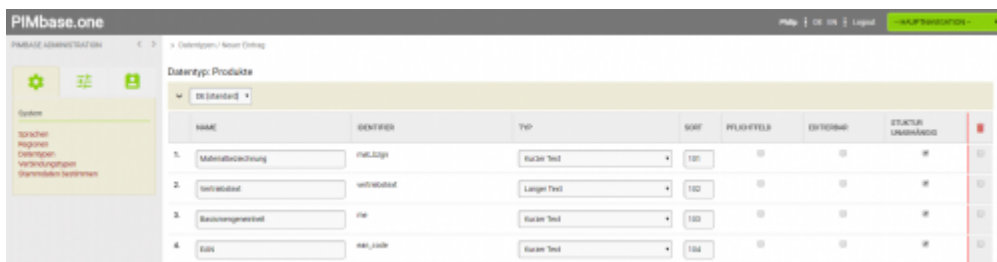 PIMbase.one
Philip DE EN Logout --HAUPTNAVIGATION--
PIMBASE ADMINISTRATION < > > Datentypen / Neuer Eintrag
Datentyp: Produkte
DE [standard]
System
Sprachen
Regionen
Datentypen
Verbindungstypen
Stammdaten bestimmen
NAME IDENTIFIER TYP SORT PFLICHTFELD EDITIERBAR STUKTUR UNABHÄNGIG
1. Materialbezeichnung Kurzer Text 101
2. Vertriebstext vertriebstext Langer Text 102
3. Basismengeneinheit me Kurzer Text 103
4. EAN ean_code Kurzer Text 104